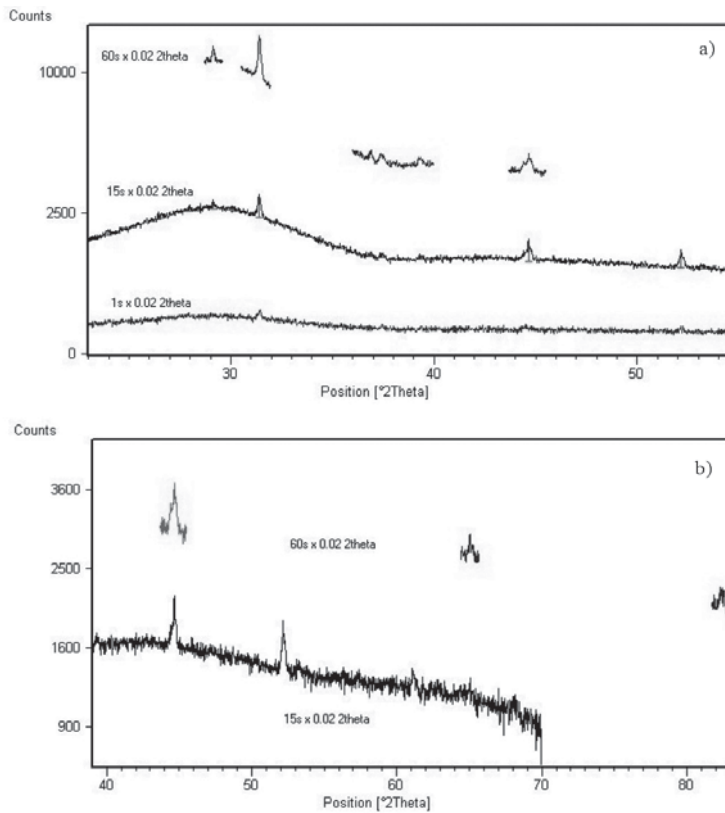 Counts
a)
60s x 0.02 2theta
10000
15s x 0.02 2theta
2500
1s x 0.02 2theta
0
30 40 50
Position [°2Theta]
Counts
b)
3600
60s x 0.02 2theta
2500
1600
900
15s x 0.02 2theta
40 50 60 70 80
Position [°2Theta]